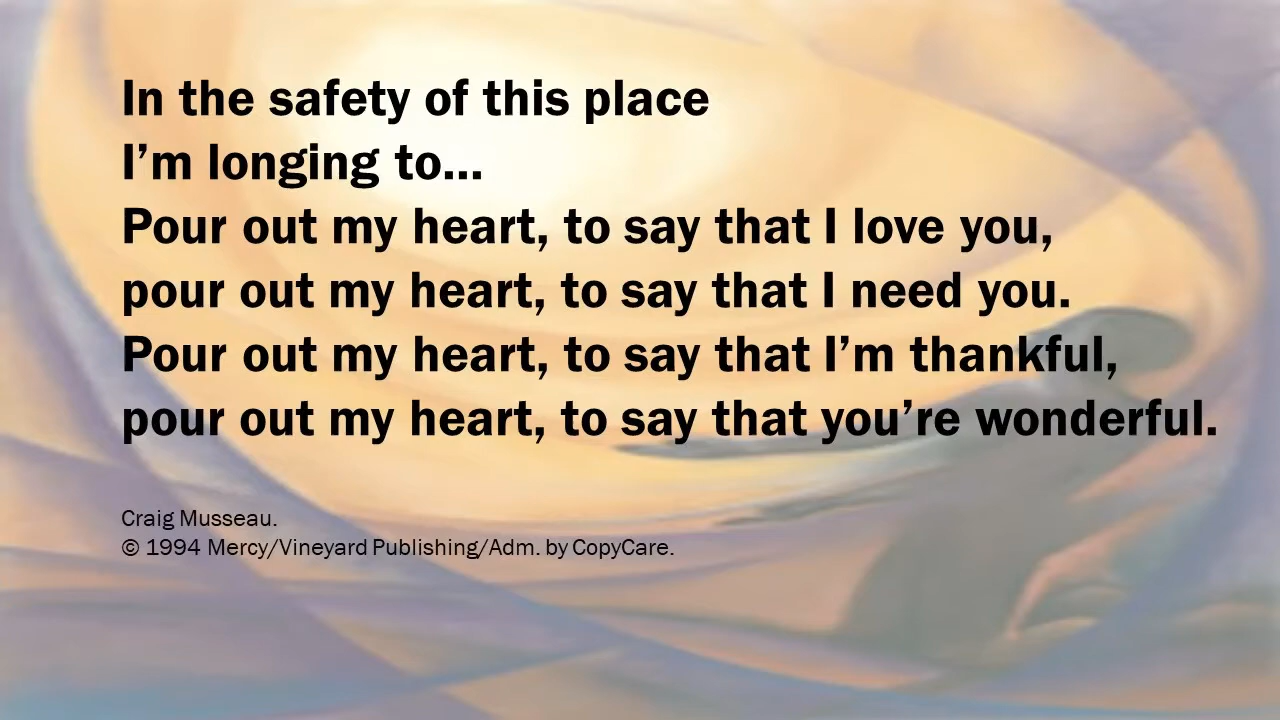 In the safety of this place
I’m longing to...
Pour out my heart, to say that I love you,
pour out my heart, to say that I need you.
Pour out my heart, to say that I’m thankful,
pour out my heart, to say that you’re wonderful.
Craig Musseau.
© 1994 Mercy/Vineyard Publishing/Adm. by CopyCare.